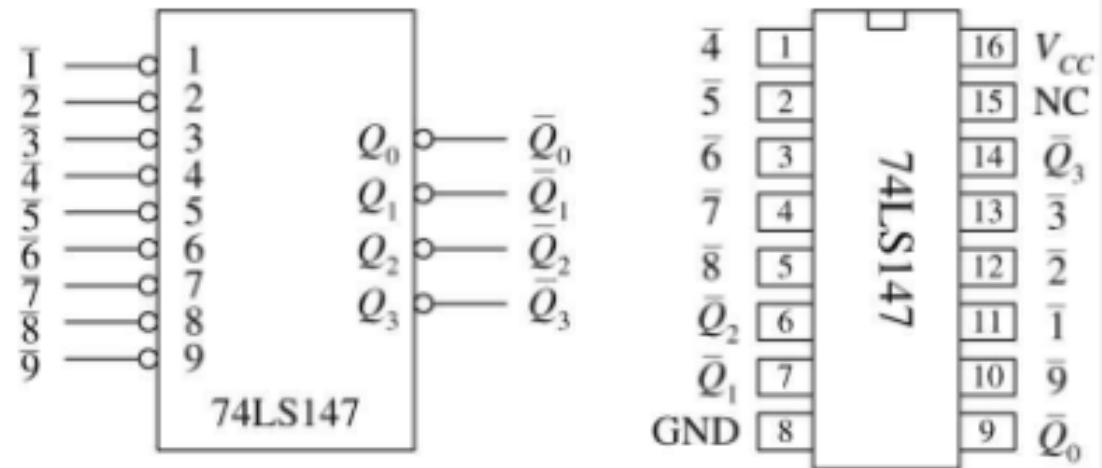 1̅ 1
2̅ 2
3̅ 3 Q₀ Q̅₀
4̅ 4
5̅ 5 Q₁ Q̅₁
6̅ 6 Q₂ Q̅₂
7̅ 7
8̅ 8 Q₃ Q̅₃
9̅ 9
74LS147
4̅ 1 16 V_CC
5̅ 2 15 NC
6̅ 3 14 Q̅₃
7̅ 4 13 3̅
8̅ 5 12 2̅
Q̅₂ 6 11 1̅
Q̅₁ 7 10 9̅
GND 8 9 Q̅₀
74LS147